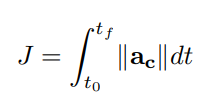 J = ∫_{t_0}^{t_f} ‖𝐚_𝐜‖ dt